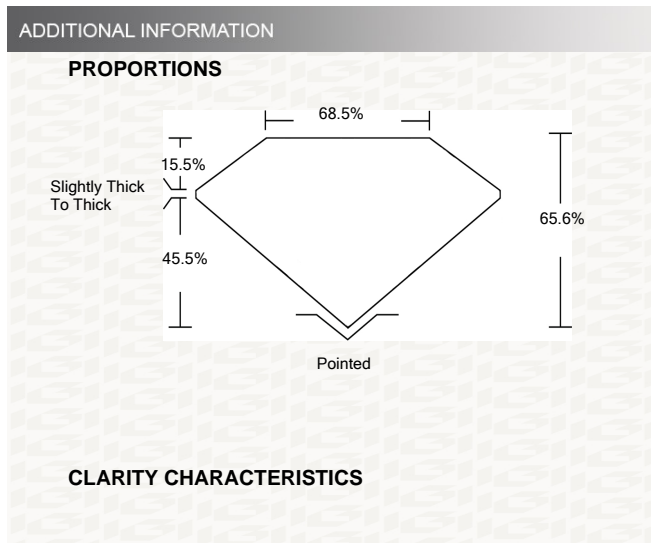 ADDITIONAL INFORMATION
PROPORTIONS
68.5%
15.5%
Slightly Thick
To Thick
65.6%
45.5%
Pointed
CLARITY CHARACTERISTICS